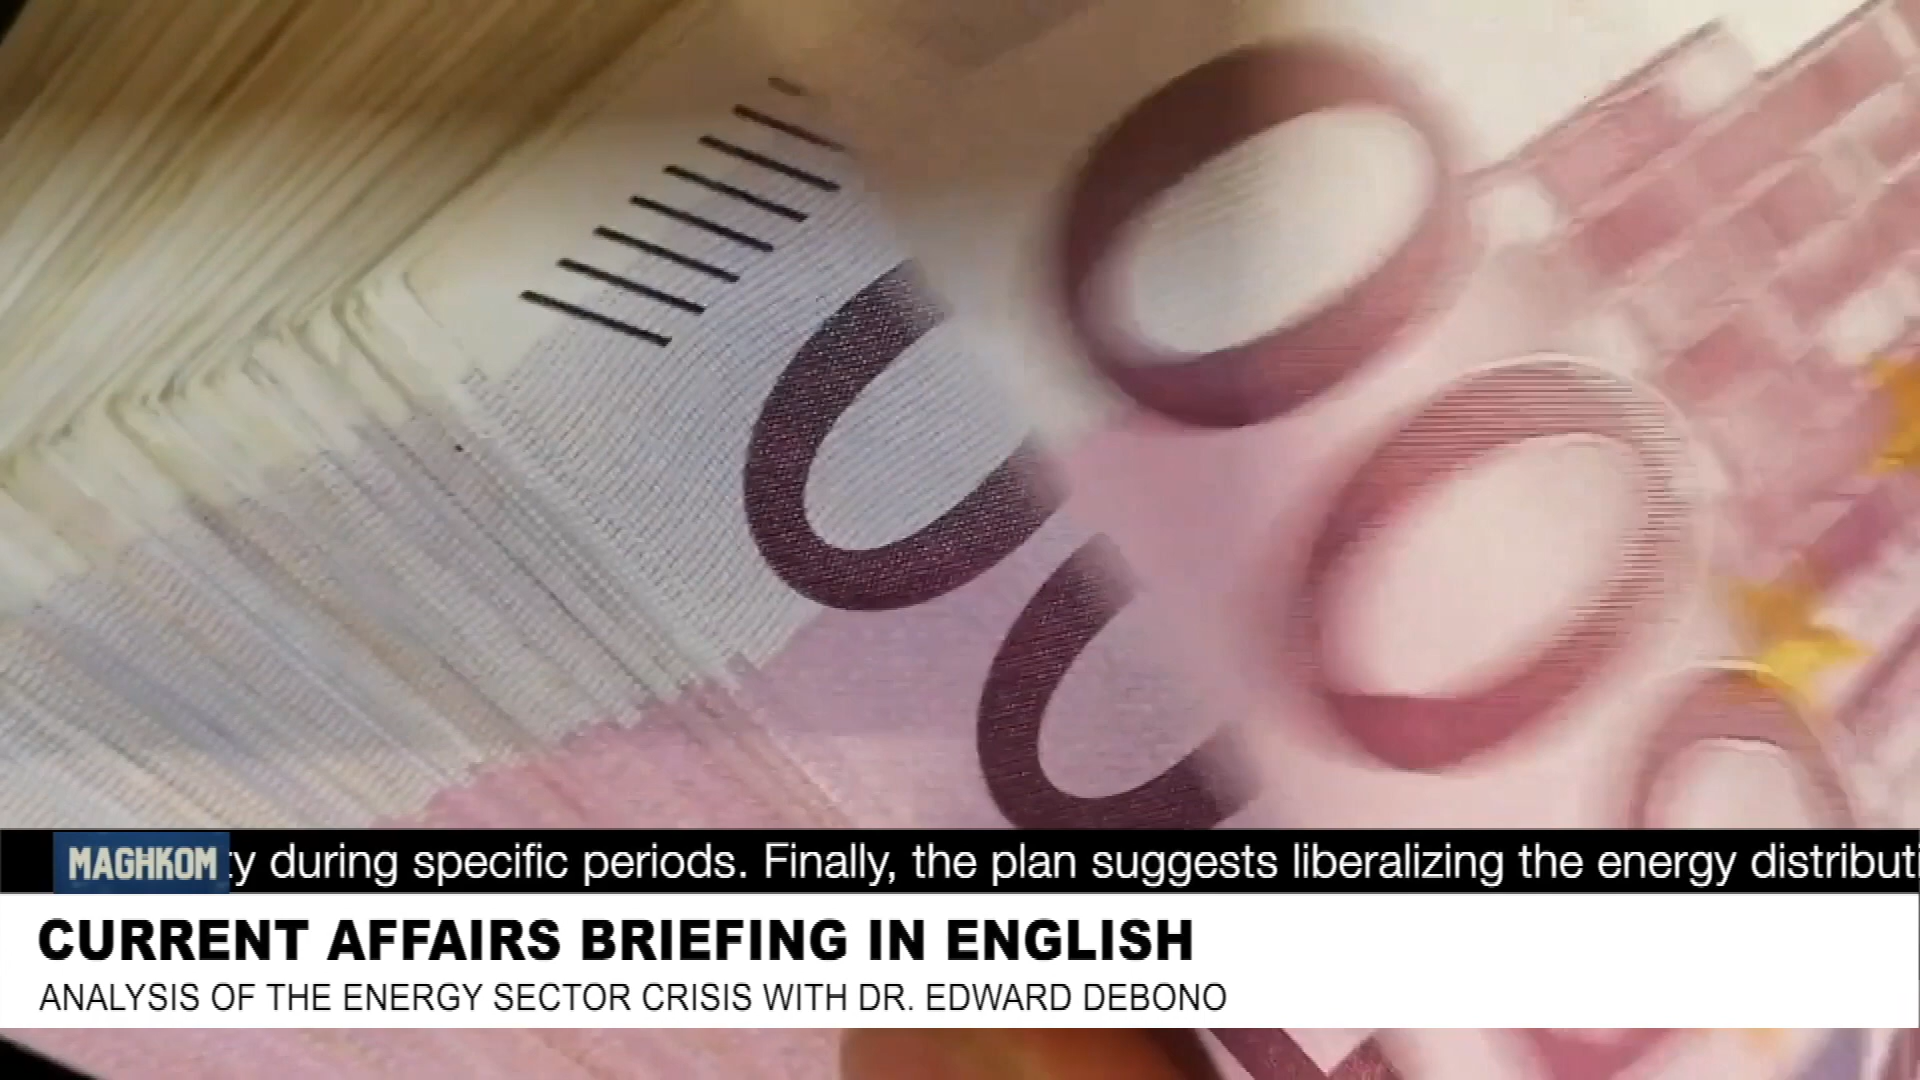 MAGHKOM
ty during specific periods. Finally, the plan suggests liberalizing the energy distributi
CURRENT AFFAIRS BRIEFING IN ENGLISH
ANALYSIS OF THE ENERGY SECTOR CRISIS WITH DR. EDWARD DEBONO